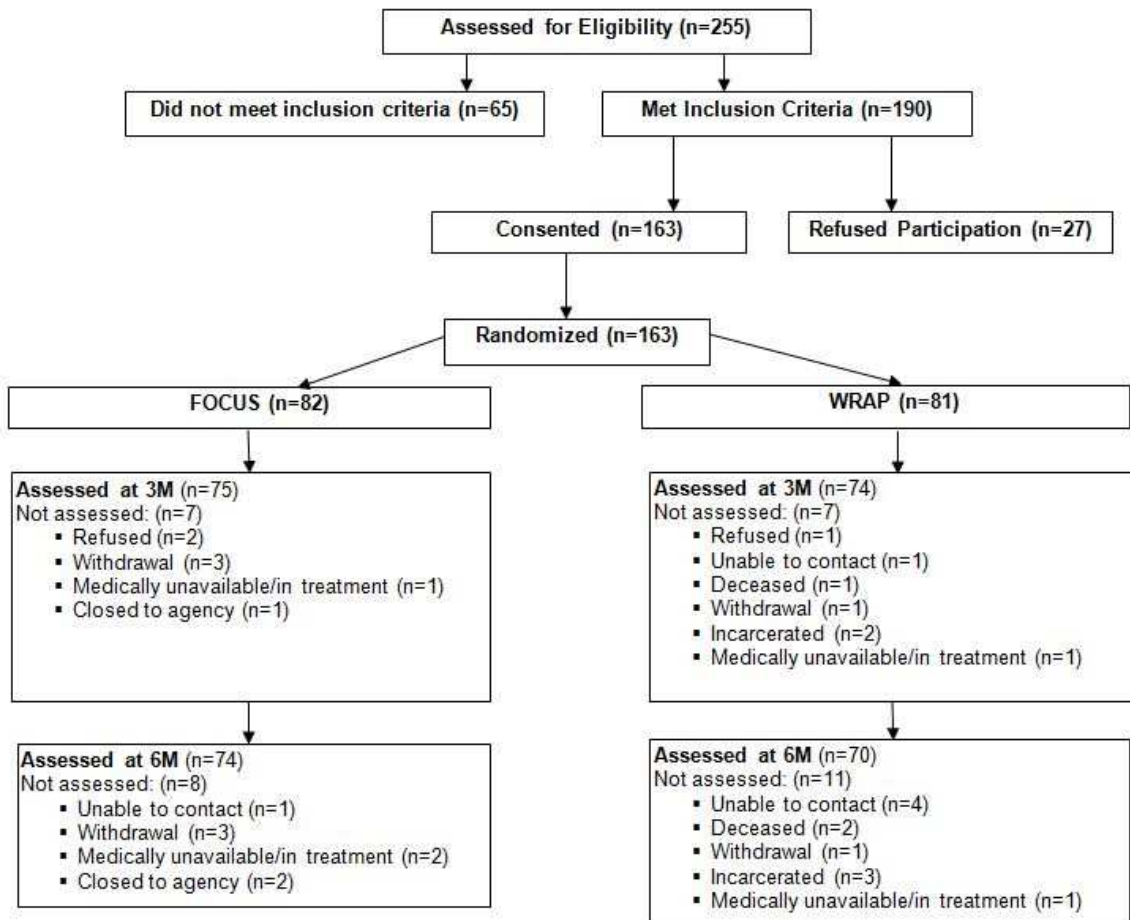 Assessed for Eligibility (n=255)
Did not meet inclusion criteria (n=65)
Met Inclusion Criteria (n=190)
Consented (n=163)
Refused Participation (n=27)
Randomized (n=163)
FOCUS (n=82)
WRAP (n=81)
Assessed at 3M (n=75)
Not assessed: (n=7)
▪ Refused (n=2)
▪ Withdrawal (n=3)
▪ Medically unavailable/in treatment (n=1)
▪ Closed to agency (n=1)
Assessed at 3M (n=74)
Not assessed: (n=7)
▪ Refused (n=1)
▪ Unable to contact (n=1)
▪ Deceased (n=1)
▪ Withdrawal (n=1)
▪ Incarcerated (n=2)
▪ Medically unavailable/in treatment (n=1)
Assessed at 6M (n=74)
Not assessed: (n=8)
▪ Unable to contact (n=1)
▪ Withdrawal (n=3)
▪ Medically unavailable/in treatment (n=2)
▪ Closed to agency (n=2)
Assessed at 6M (n=70)
Not assessed: (n=11)
▪ Unable to contact (n=4)
▪ Deceased (n=2)
▪ Withdrawal (n=1)
▪ Incarcerated (n=3)
▪ Medically unavailable/in treatment (n=1)